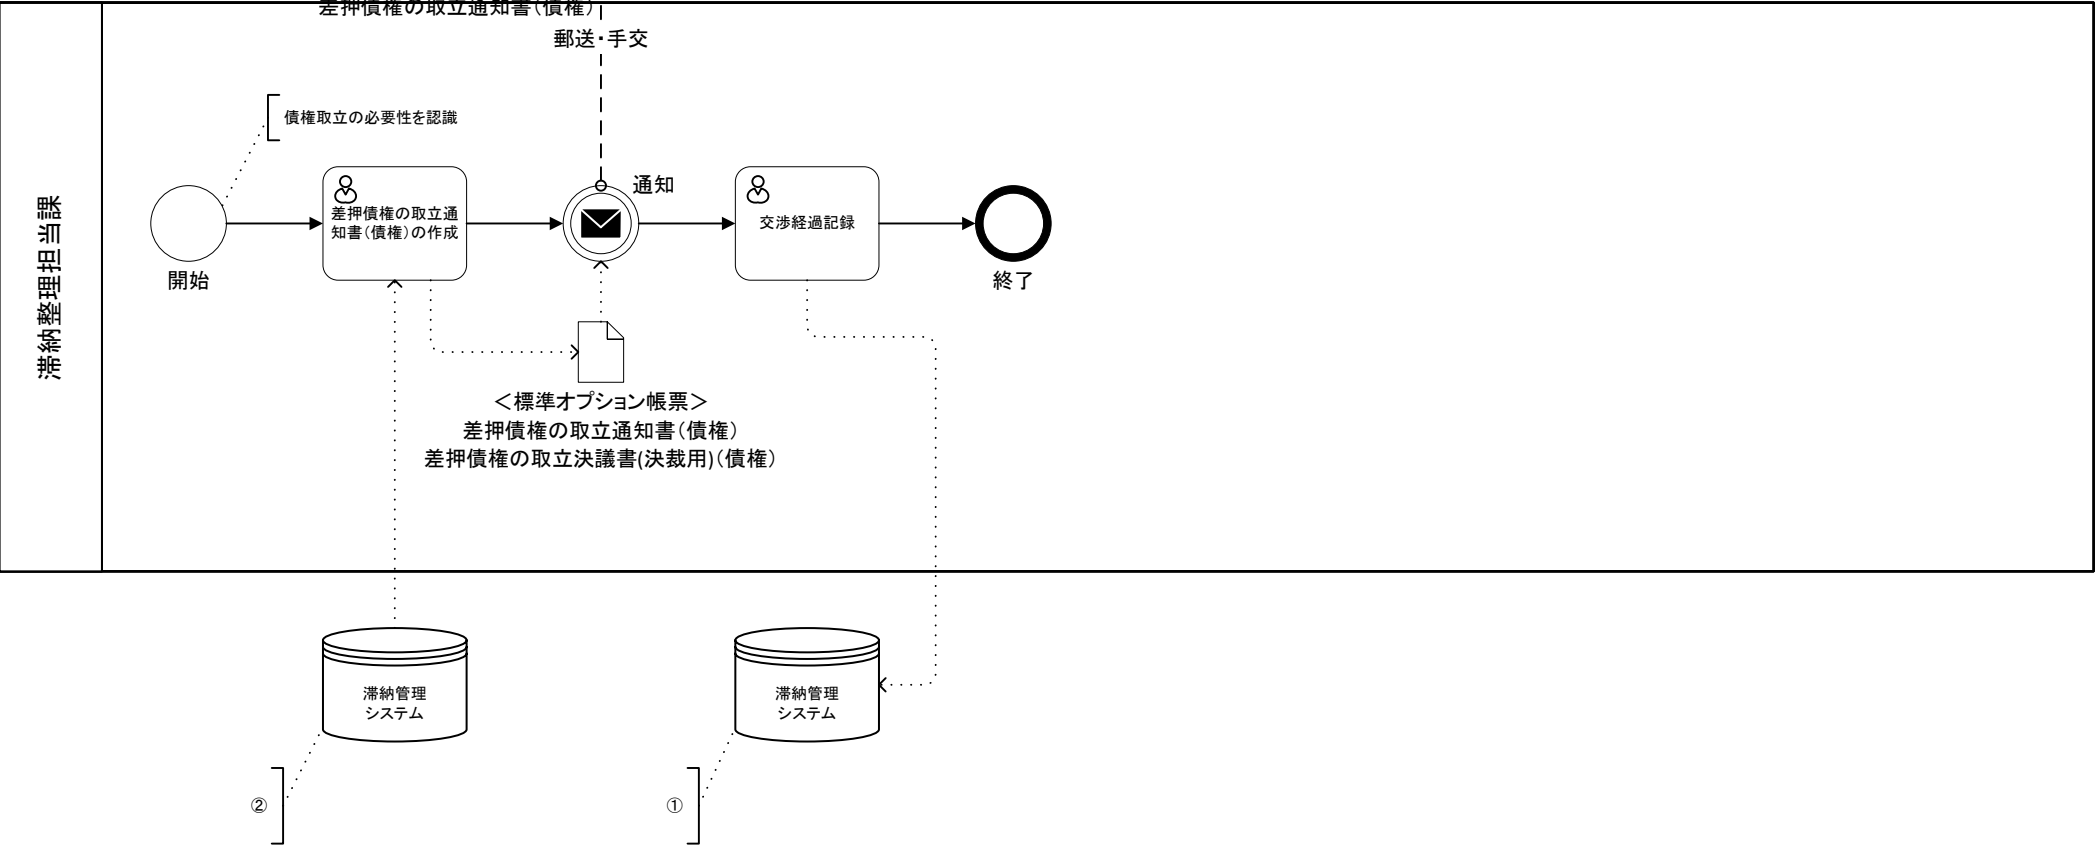 差押債権の取立通知書（債権）
郵送・手交
債権取立の必要性を認識
滞納整理担当課
開始
差押債権の取立通
知書（債権）の作成
通知
交渉経過記録
終了
＜標準オプション帳票＞
差押債権の取立通知書（債権）
差押債権の取立決議書(決裁用)（債権）
滞納管理
システム
滞納管理
システム
②
①